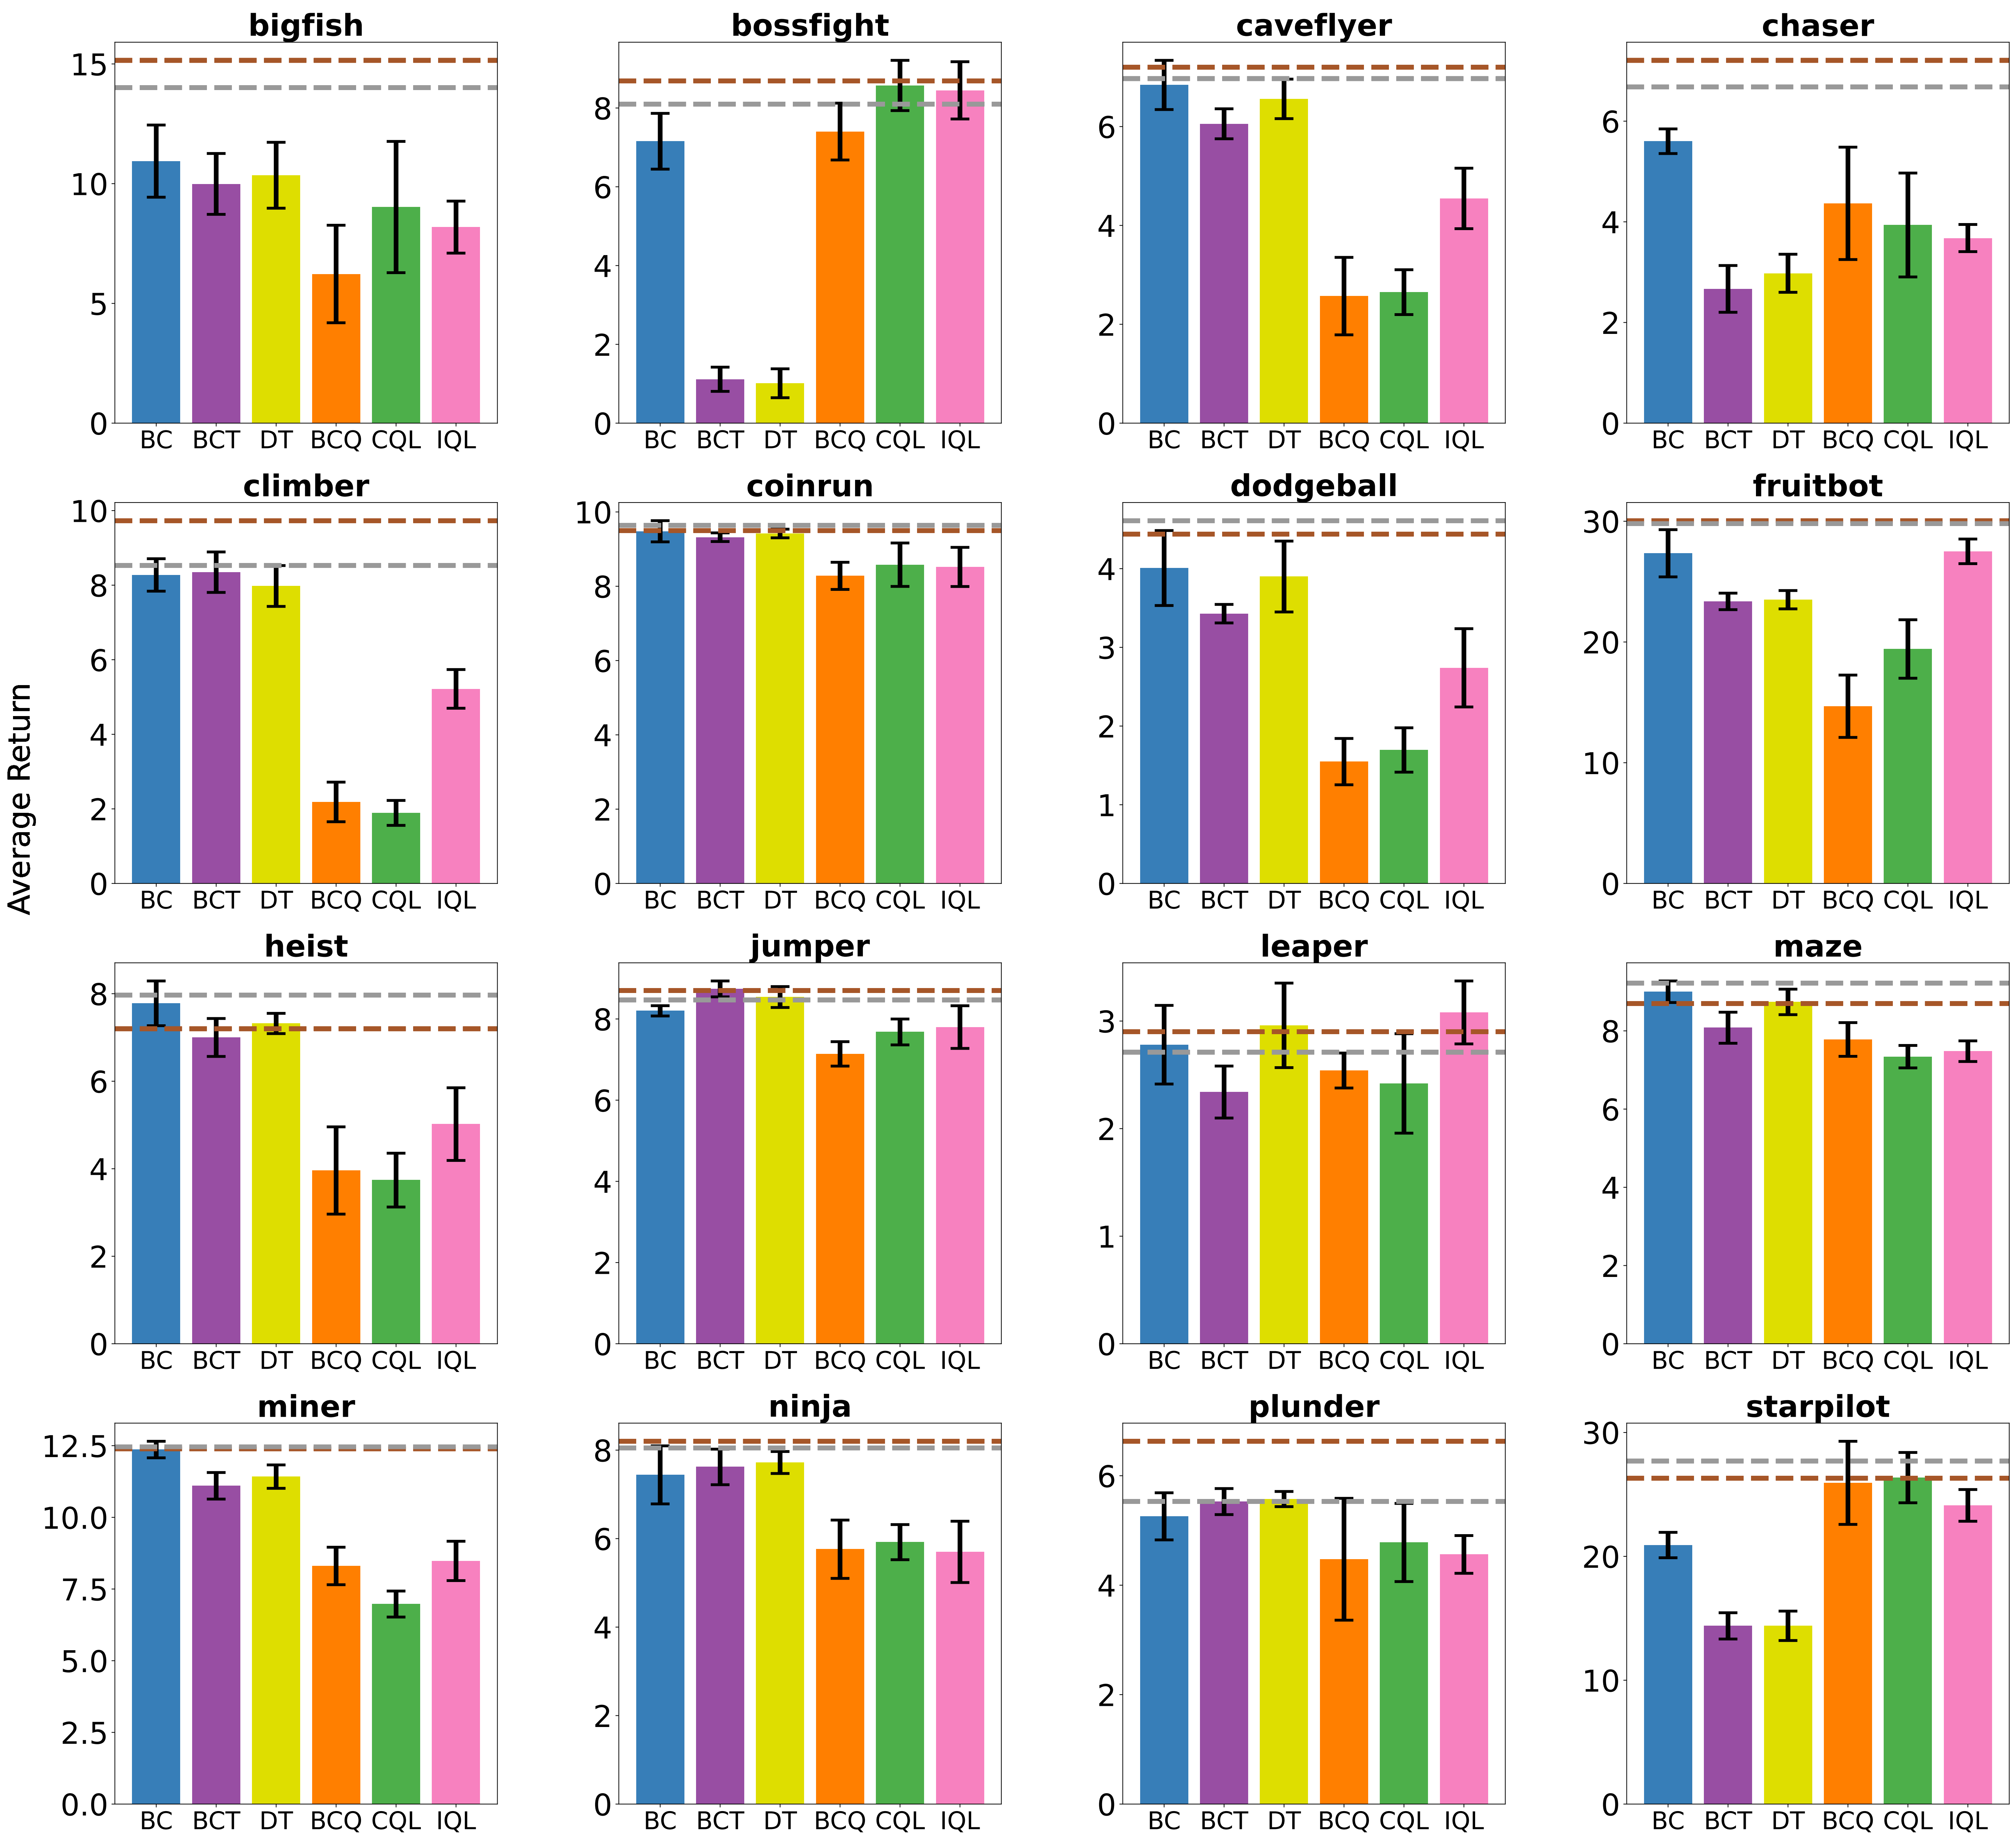 Average Return
bigfish
15
10
5
0
BC BCT DT BCQ CQL IQL
bossfight
8
6
4
2
0
BC BCT DT BCQ CQL IQL
caveflyer
6
4
2
0
BC BCT DT BCQ CQL IQL
chaser
6
4
2
0
BC BCT DT BCQ CQL IQL
climber
10
8
6
4
2
0
BC BCT DT BCQ CQL IQL
coinrun
10
8
6
4
2
0
BC BCT DT BCQ CQL IQL
dodgeball
4
3
2
1
0
BC BCT DT BCQ CQL IQL
fruitbot
30
20
10
0
BC BCT DT BCQ CQL IQL
heist
8
6
4
2
0
BC BCT DT BCQ CQL IQL
jumper
8
6
4
2
0
BC BCT DT BCQ CQL IQL
leaper
3
2
1
0
BC BCT DT BCQ CQL IQL
maze
8
6
4
2
0
BC BCT DT BCQ CQL IQL
miner
12.5
10.0
7.5
5.0
2.5
0.0
BC BCT DT BCQ CQL IQL
ninja
8
6
4
2
0
BC BCT DT BCQ CQL IQL
plunder
6
4
2
0
BC BCT DT BCQ CQL IQL
starpilot
30
20
10
0
BC BCT DT BCQ CQL IQL